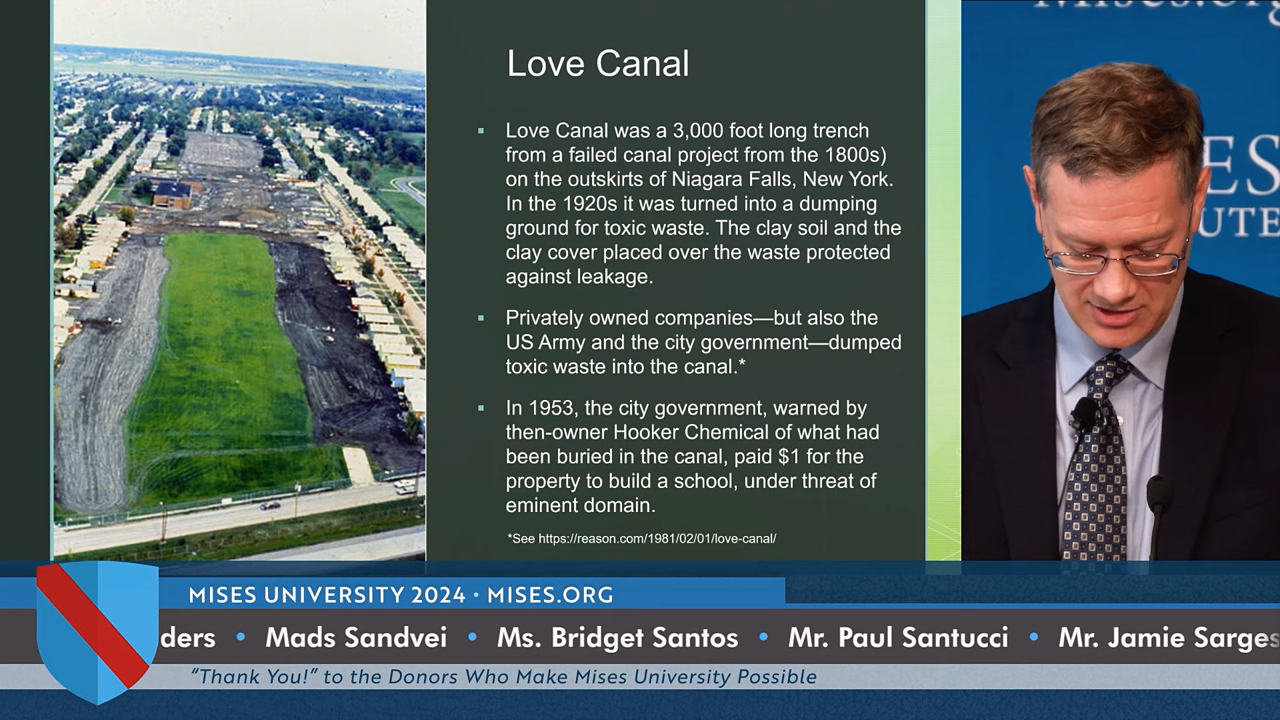 Love Canal
▪ Love Canal was a 3,000 foot long trench
from a failed canal project from the 1800s)
on the outskirts of Niagara Falls, New York.
In the 1920s it was turned into a dumping
ground for toxic waste. The clay soil and the
clay cover placed over the waste protected
against leakage.
▪ Privately owned companies—but also the
US Army and the city government—dumped
toxic waste into the canal.*
▪ In 1953, the city government, warned by
then-owner Hooker Chemical of what had
been buried in the canal, paid $1 for the
property to build a school, under threat of
eminent domain.
*See https://reason.com/1981/02/01/love-canal/
Mises.org
ES
UTE
MISES UNIVERSITY 2024 • MISES.ORG
ders • Mads Sandvei • Ms. Bridget Santos • Mr. Paul Santucci • Mr. Jamie Sarges
“Thank You!” to the Donors Who Make Mises University Possible